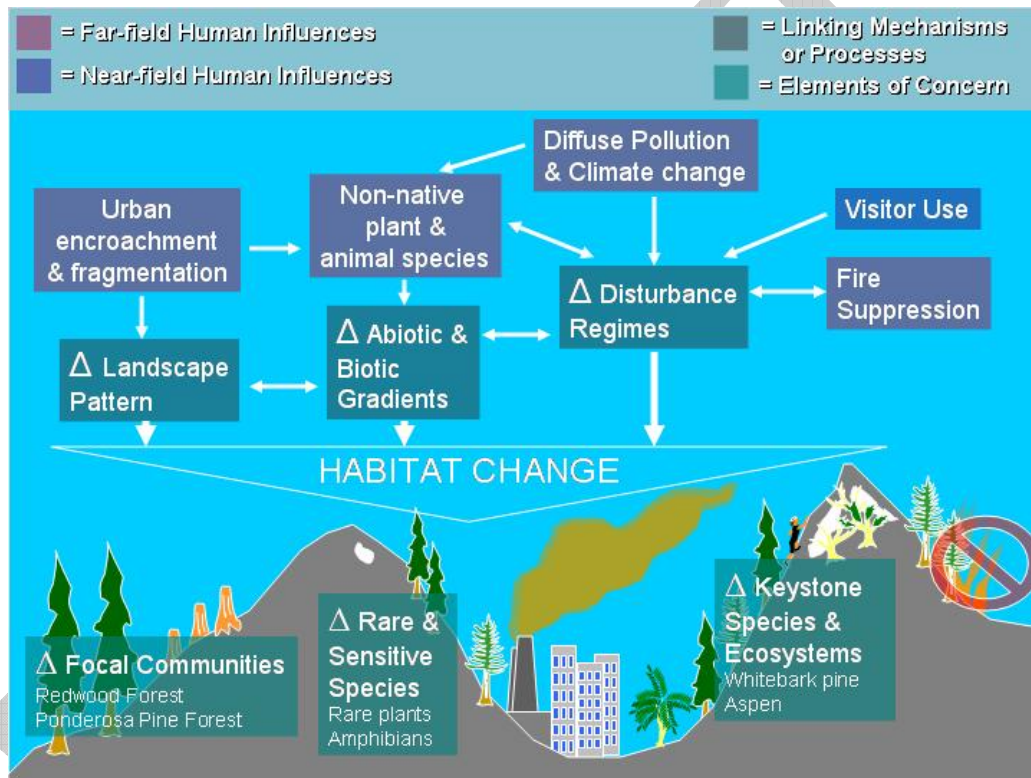 = Far-field Human Influences
= Near-field Human Influences
= Linking Mechanisms
or Processes
= Elements of Concern
Diffuse Pollution
& Climate change
Urban
encroachment
& fragmentation
Non-native
plant &
animal species
Visitor Use
Δ Disturbance
Regimes
Fire
Suppression
Δ Landscape
Pattern
Δ Abiotic &
Biotic
Gradients
HABITAT CHANGE
Δ Focal Communities
Redwood Forest
Ponderosa Pine Forest
Δ Rare &
Sensitive
Species
Rare plants
Amphibians
Δ Keystone
Species &
Ecosystems
Whitebark pine
Aspen